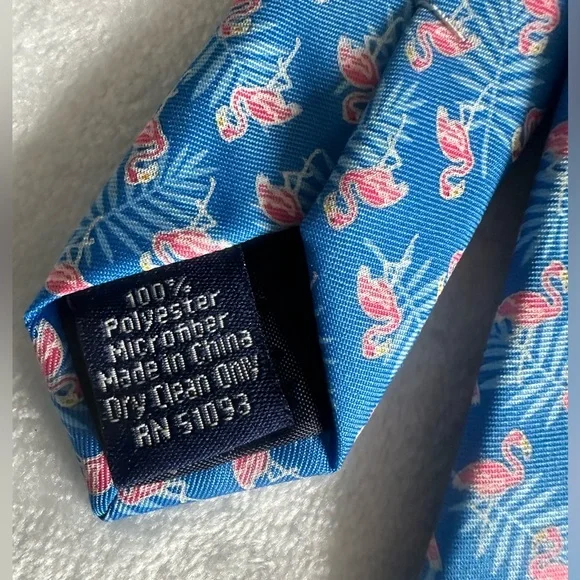 100%
Polyester
Microfiber
Made in China
Dry Clean Only
RN 51093